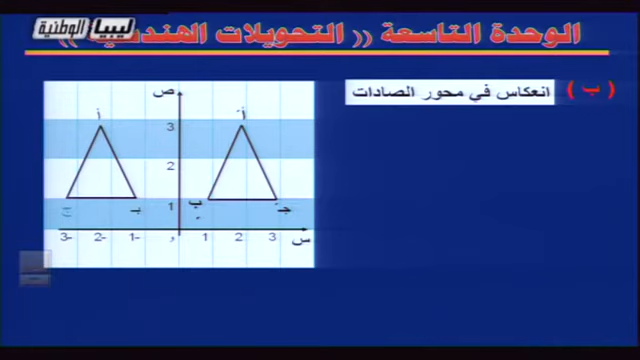 ليبيا الوطنية
الوحدة التاسعة (( التحويلات الهندسية ))
( ب ) انعكاس في محور الصادات
ص
أ أَ
3
2
ج ب بَ جـَ
1
3- 2- 1- و 1 2 3 س